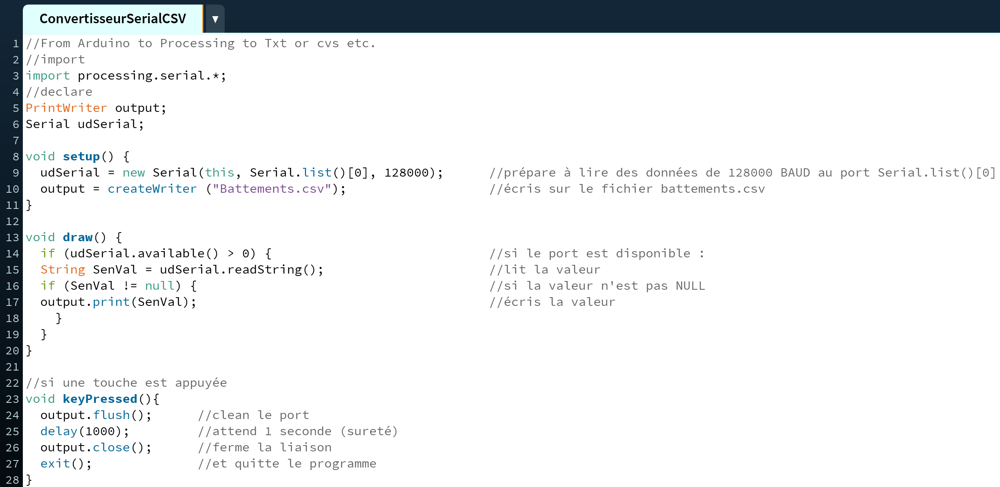 ConvertisseurSerialCSV ▼
1 //From Arduino to Processing to Txt or cvs etc.
2 //import
3 import processing.serial.*;
4 //declare
5 PrintWriter output;
6 Serial udSerial;
7
8 void setup() {
9   udSerial = new Serial(this, Serial.list()[0], 128000);      //prépare à lire des données de 128000 BAUD au port Serial.list()[0]
10   output = createWriter ("Battements.csv");                   //écris sur le fichier battements.csv
11 }
12
13 void draw() {
14   if (udSerial.available() > 0) {                             //si le port est disponible :
15   String SenVal = udSerial.readString();                      //lit la valeur
16   if (SenVal != null) {                                       //si la valeur n'est pas NULL
17   output.print(SenVal);                                       //écris la valeur
18     }
19   }
20 }
21
22 //si une touche est appuyée
23 void keyPressed(){
24   output.flush();      //clean le port
25   delay(1000);         //attend 1 seconde (sureté)
26   output.close();      //ferme la liaison
27   exit();              //et quitte le programme
28 }